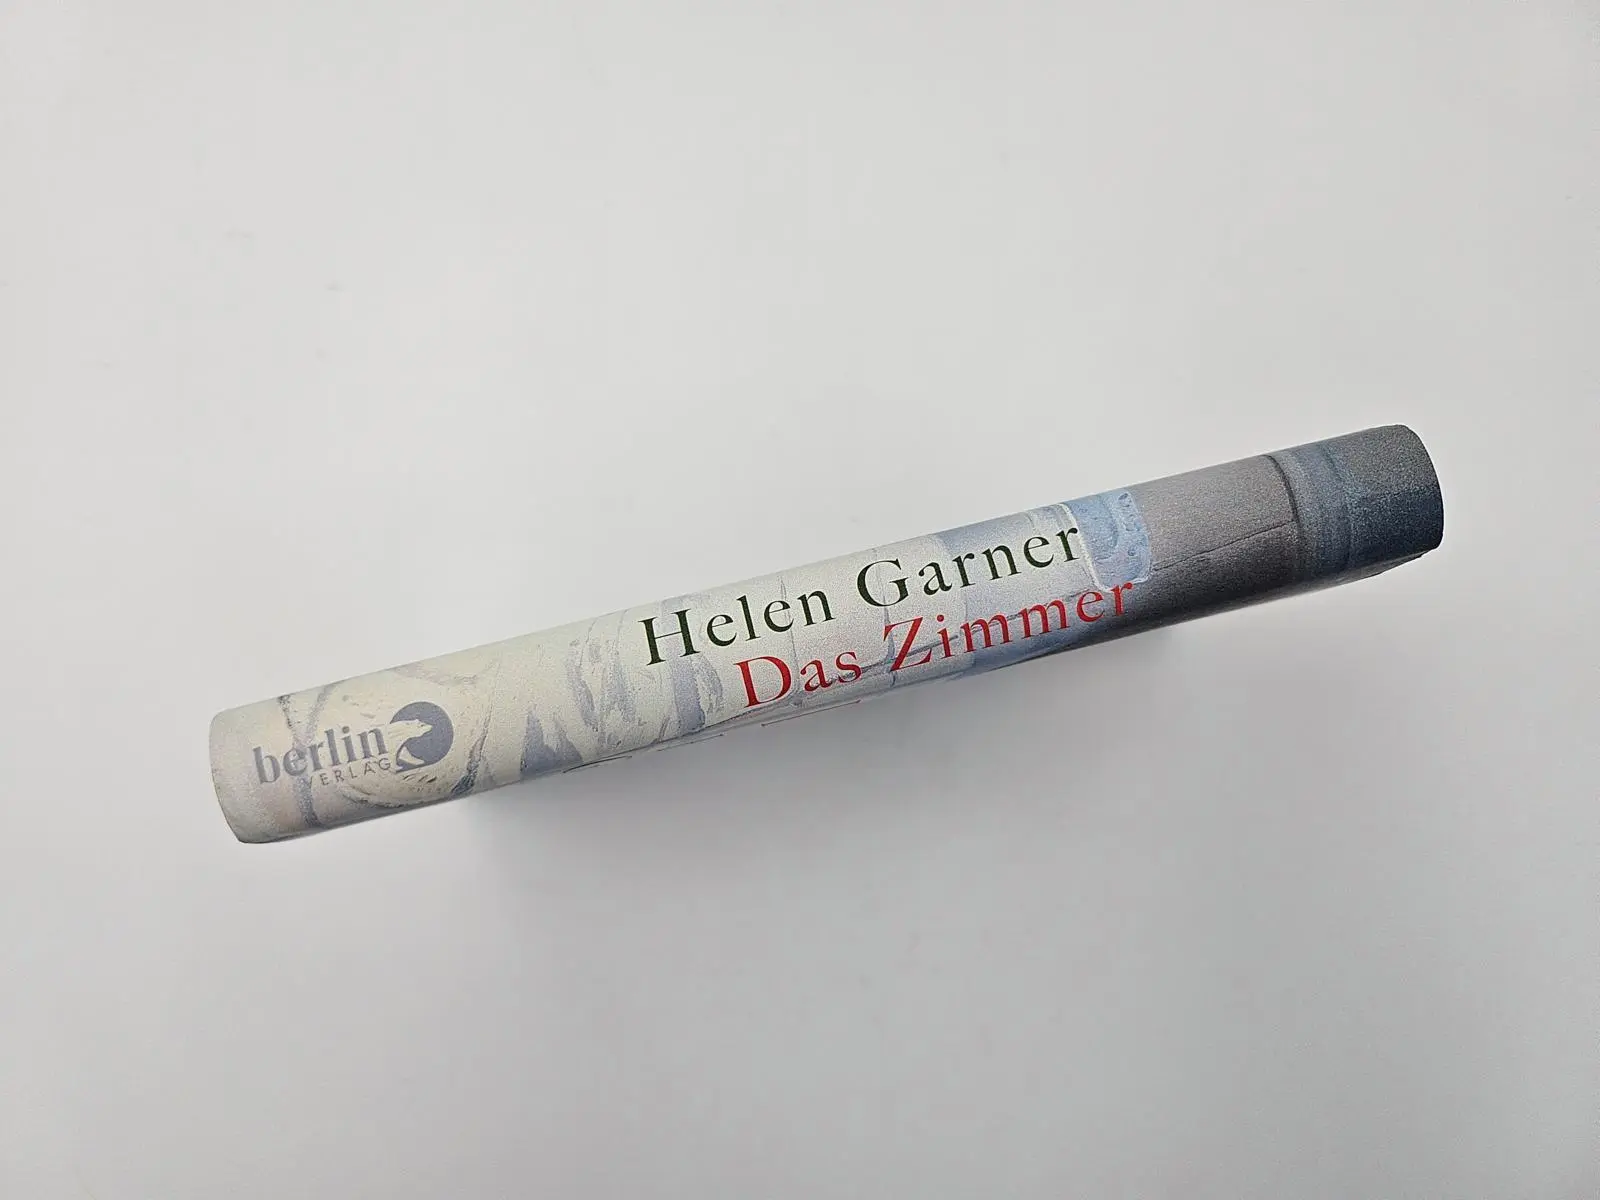 Helen Garner
Das Zimmer
berlin
VERLAG